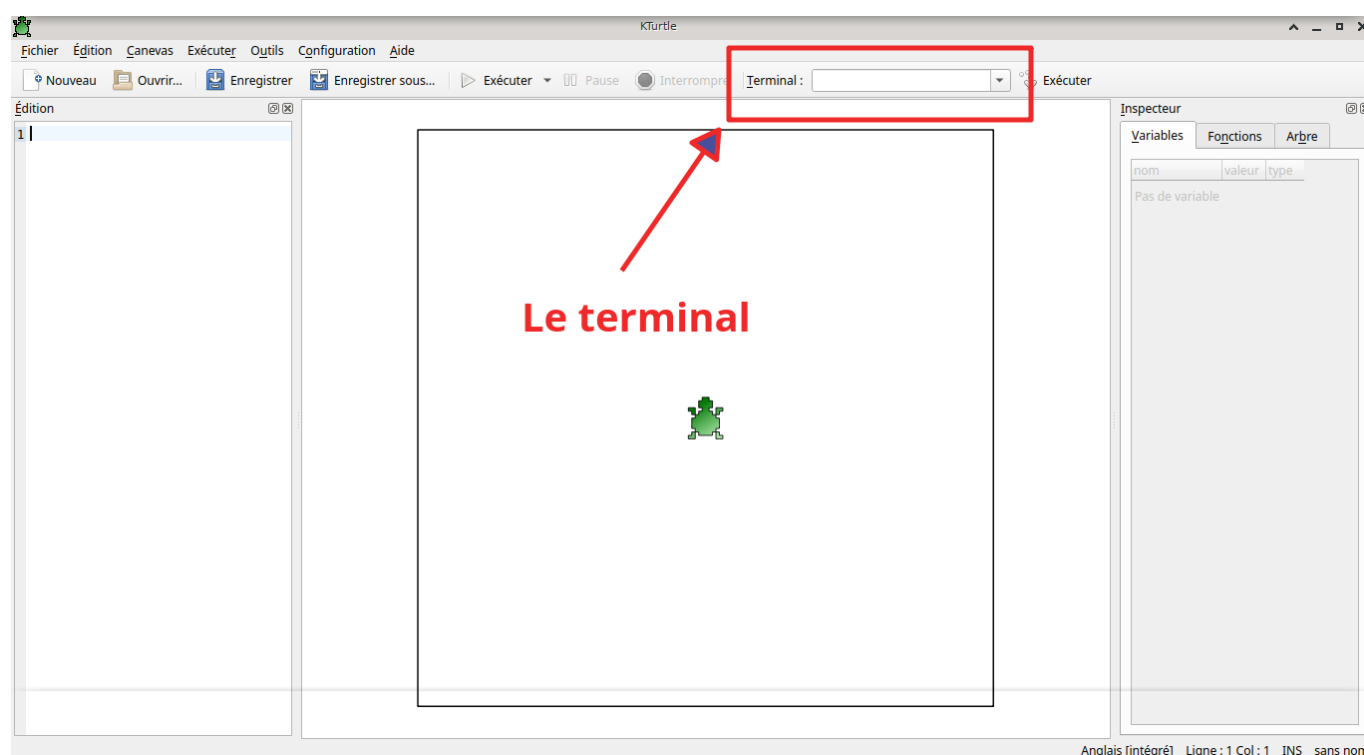 KTurtle
Fichier Édition Canevas Exécuter Outils Configuration Aide
Nouveau Ouvrir... Enregistrer Enregistrer sous... Exécuter Pause Interrompre Terminal : Exécuter
Édition
Inspecteur
1
Variables Fonctions Arbre
nom valeur type
Pas de variable
Le terminal
Anglais [intégré] Ligne : 1 Col : 1 INS sans nom